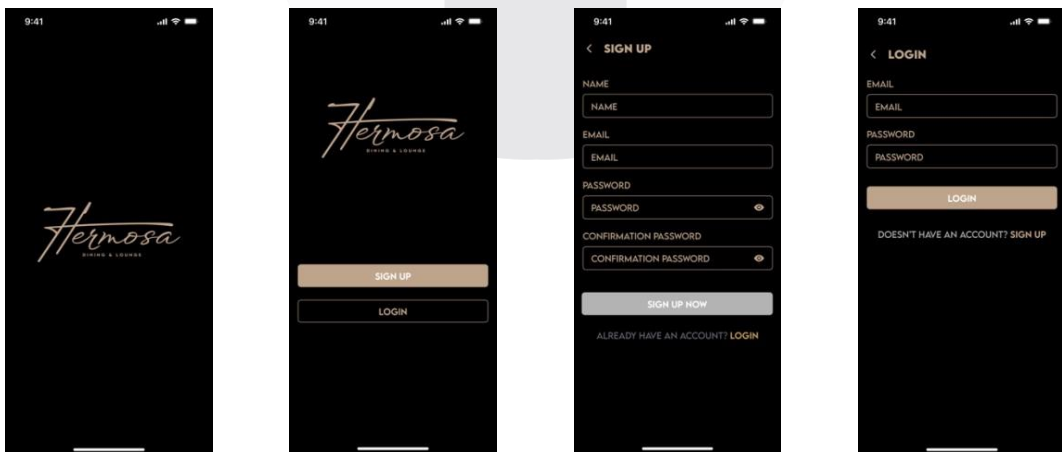 9:41
Hermosa
DINING & LOUNGE
9:41
Hermosa
DINING & LOUNGE
SIGN UP
LOGIN
9:41
< SIGN UP
NAME
NAME
EMAIL
EMAIL
PASSWORD
PASSWORD
CONFIRMATION PASSWORD
CONFIRMATION PASSWORD
SIGN UP NOW
ALREADY HAVE AN ACCOUNT? LOGIN
9:41
< LOGIN
EMAIL
EMAIL
PASSWORD
PASSWORD
LOGIN
DOESN'T HAVE AN ACCOUNT? SIGN UP